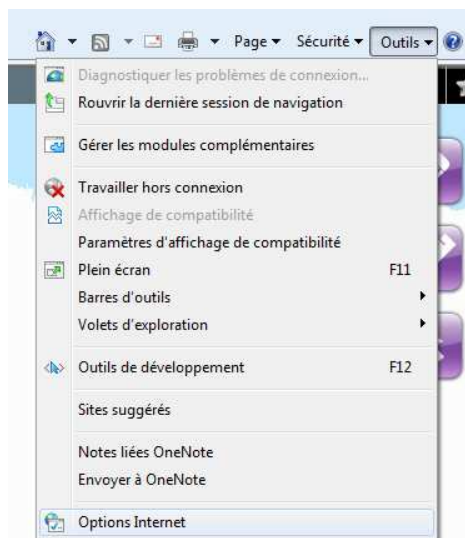 Page Sécurité Outils
Diagnostiquer les problèmes de connexion...
Rouvrir la dernière session de navigation
Gérer les modules complémentaires
Travailler hors connexion
Affichage de compatibilité
Paramètres d'affichage de compatibilité
Plein écran F11
Barres d'outils
Volets d'exploration
Outils de développement F12
Sites suggérés
Notes liées OneNote
Envoyer à OneNote
Options Internet